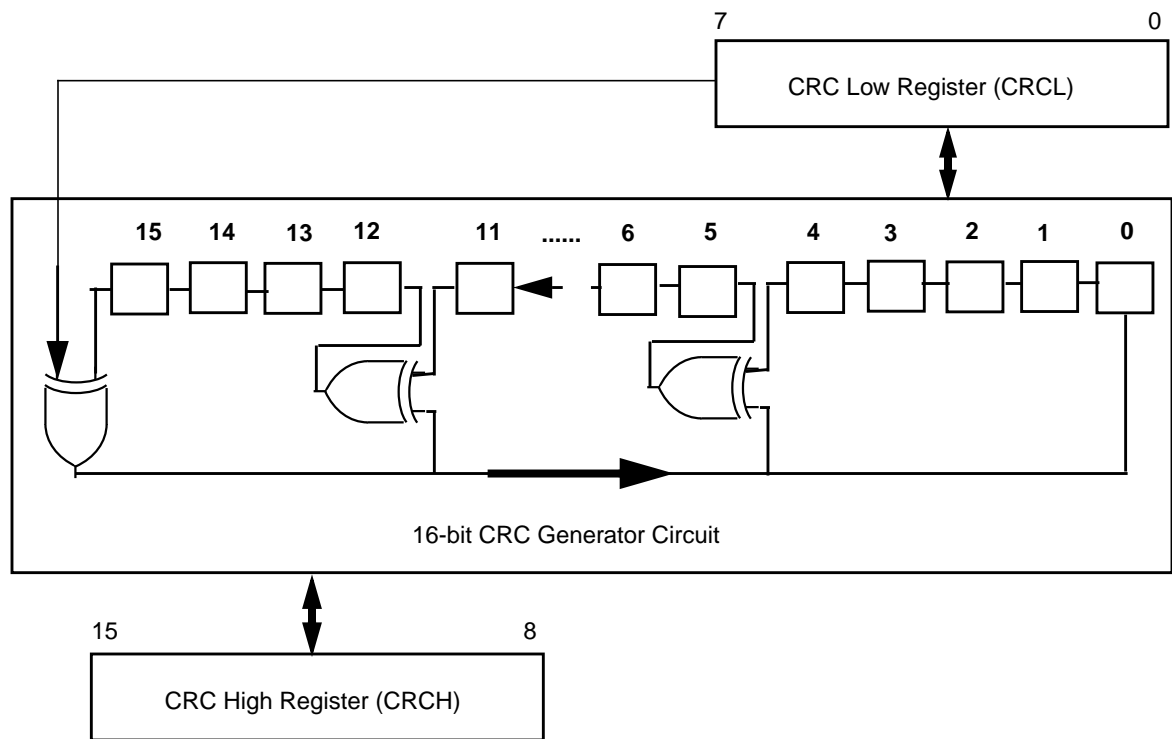 7 0
CRC Low Register (CRCL)
15 14 13 12 11 ...... 6 5 4 3 2 1 0
16-bit CRC Generator Circuit
15 8
CRC High Register (CRCH)